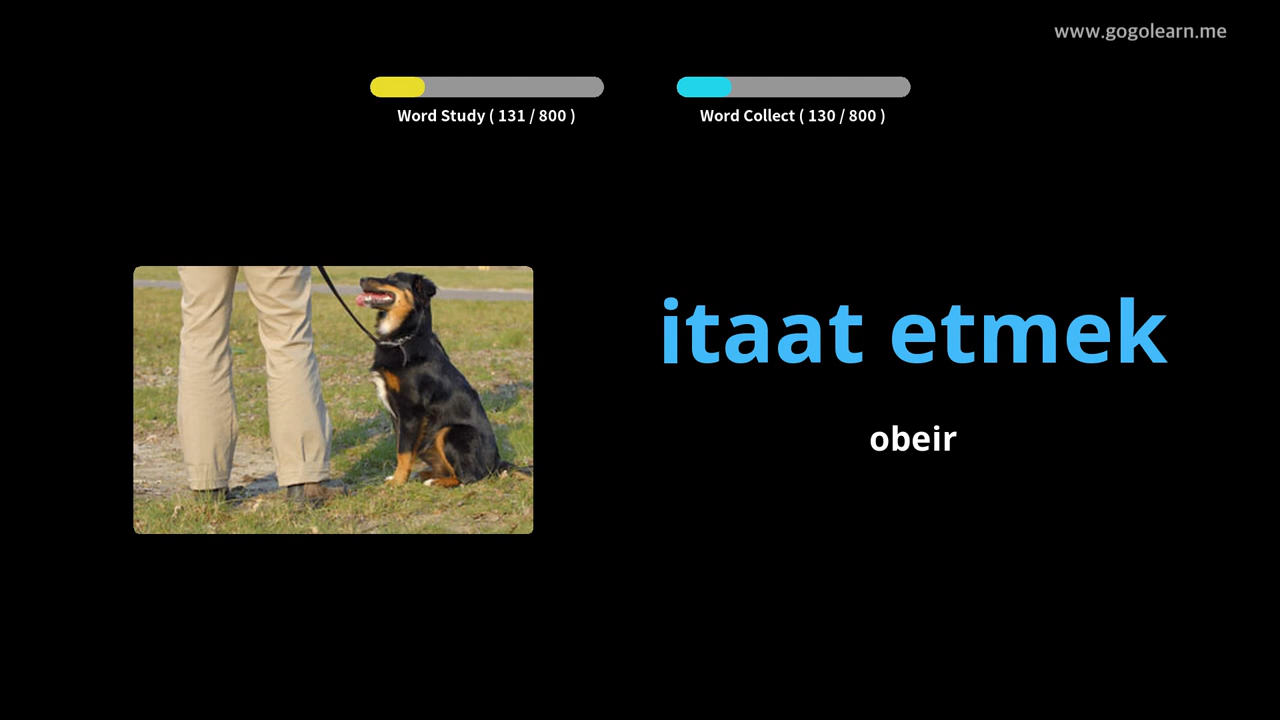 www.gogolearn.me
Word Study ( 131 / 800 )
Word Collect ( 130 / 800 )
itaat etmek
obeir